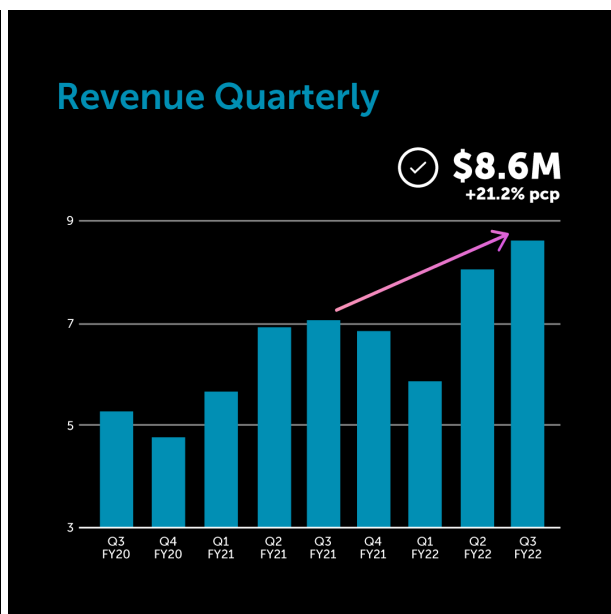 Revenue Quarterly
$8.6M
+21.2% pcp
9
7
5
3
Q3 Q4 Q1 Q2 Q3 Q4 Q1 Q2 Q3
FY20 FY20 FY21 FY21 FY21 FY21 FY22 FY22 FY22